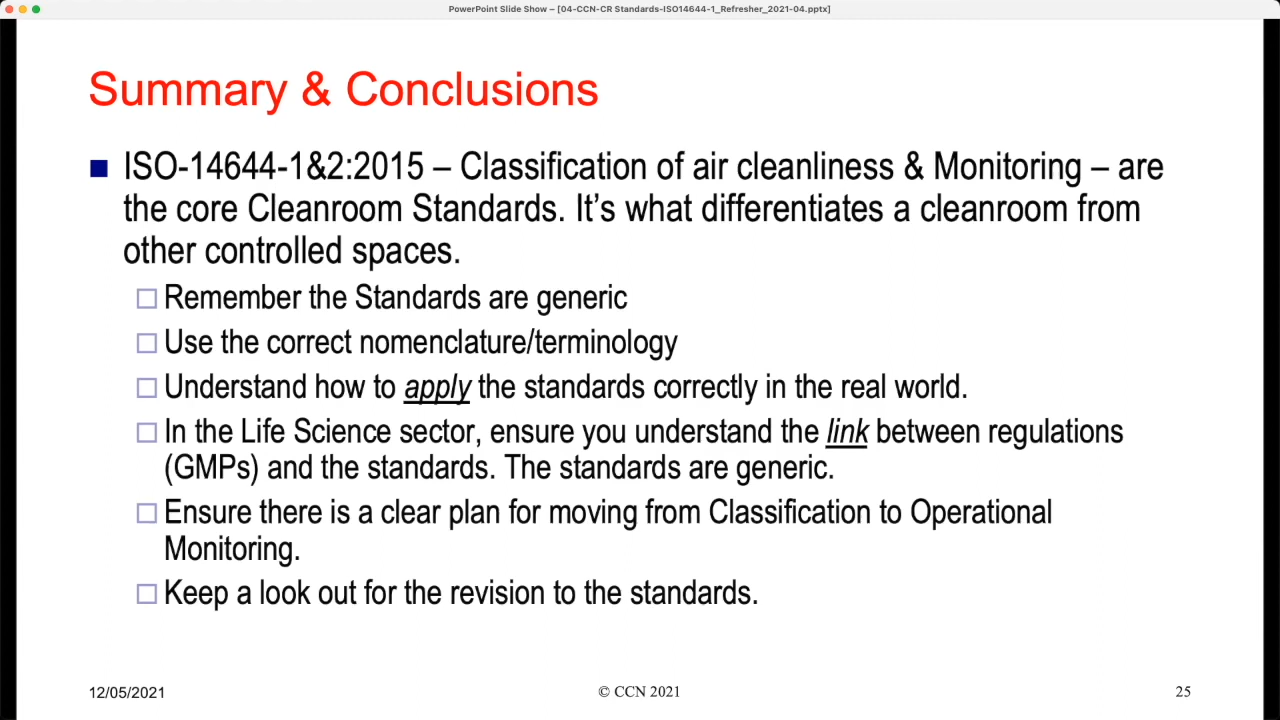 PowerPoint Slide Show – [04-CCN-CR Standards-ISO14644-1_Refresher_2021-04.pptx]
Summary & Conclusions
ISO-14644-1&2:2015 – Classification of air cleanliness & Monitoring – are
the core Cleanroom Standards. It’s what differentiates a cleanroom from
other controlled spaces.
Remember the Standards are generic
Use the correct nomenclature/terminology
Understand how to apply the standards correctly in the real world.
In the Life Science sector, ensure you understand the link between regulations
(GMPs) and the standards. The standards are generic.
Ensure there is a clear plan for moving from Classification to Operational
Monitoring.
Keep a look out for the revision to the standards.
12/05/2021
© CCN 2021
25